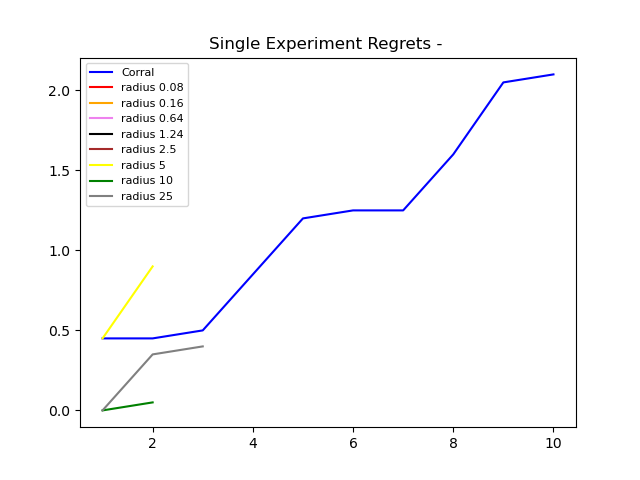 Single Experiment Regrets -
Corral
radius 0.08
radius 0.16
radius 0.64
radius 1.24
radius 2.5
radius 5
radius 10
radius 25
2.0
1.5
1.0
0.5
0.0
2 4 6 8 10